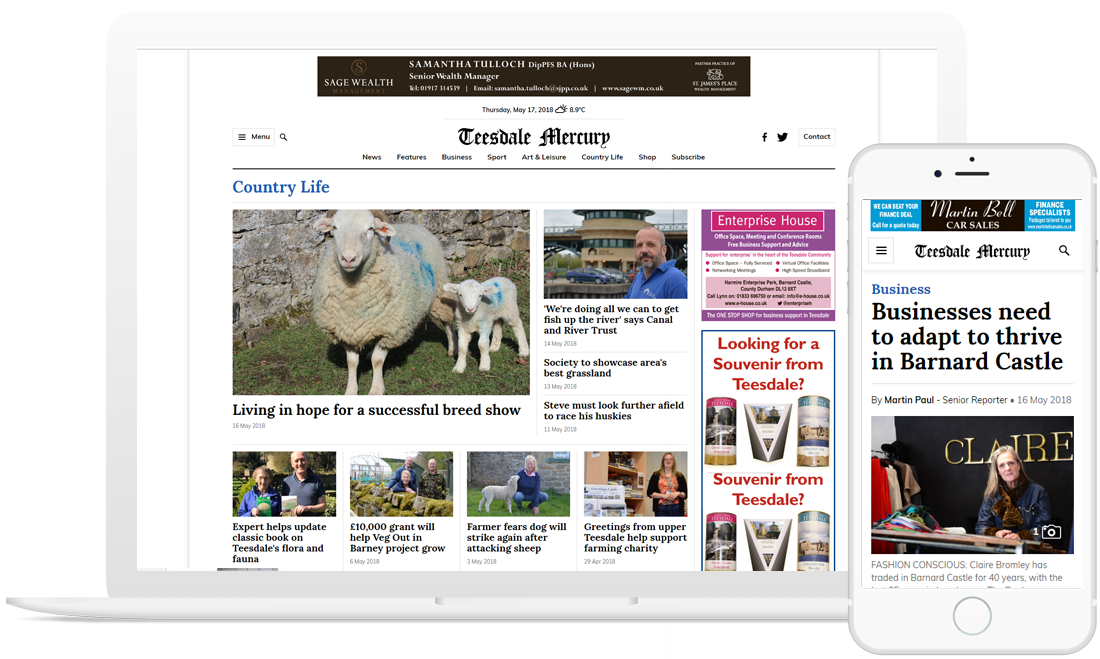 SAGE WEALTH
MANAGEMENT
SAMANTHA TULLOCH DipPFS BA (Hons)
Senior Wealth Manager
Tel: 01917 314539 | Email: samantha.tulloch@sjpp.co.uk | www.sagewm.co.uk
PARTNER PRACTICE OF
ST. JAMES'S PLACE
WEALTH MANAGEMENT
Thursday, May 17, 2018 8.9°C
Menu
Teesdale Mercury
Contact
News Features Business Sport Art & Leisure Country Life Shop Subscribe
Country Life
Living in hope for a successful breed show
16 May 2018
'We're doing all we can to get
fish up the river' says Canal
and River Trust
14 May 2018
Society to showcase area's
best grassland
13 May 2018
Steve must look further afield
to race his huskies
11 May 2018
Expert helps update
classic book on
Teesdale's flora and
fauna
£10,000 grant will
help Veg Out in
Barney project grow
6 May 2018
Farmer fears dog will
strike again after
attacking sheep
3 May 2018
Greetings from upper
Teesdale help support
farming charity
29 Apr 2018
Enterprise House
Office Space, Meeting and Conference Rooms
Free Business Support and Advice
Support for 'enterprise' in the heart of the Teesdale Community
Office Space - Fully Serviced
Virtual Office Facilities
Networking Meetings
High Speed Broadband
Harmire Enterprise Park, Barnard Castle,
County Durham DL12 8XT
Call Lynn on: 01833 696750 or email: info@e-house.co.uk
www.e-house.co.uk @enterpriseh
The ONE STOP SHOP for business support in Teesdale
Looking for a
Souvenir from
Teesdale?
Souvenir from
Teesdale?
WE CAN BEAT YOUR
FINANCE DEAL
Call for a quote today
Martin Bell
CAR SALES
FINANCE
SPECIALISTS
Packages tailored to you
Teesdale Mercury
Business
Businesses need
to adapt to thrive
in Barnard Castle
By Martin Paul - Senior Reporter • 16 May 2018
CLAIRE
1
FASHION CONSCIOUS: Claire Bromley has
traded in Barnard Castle for 40 years, with the